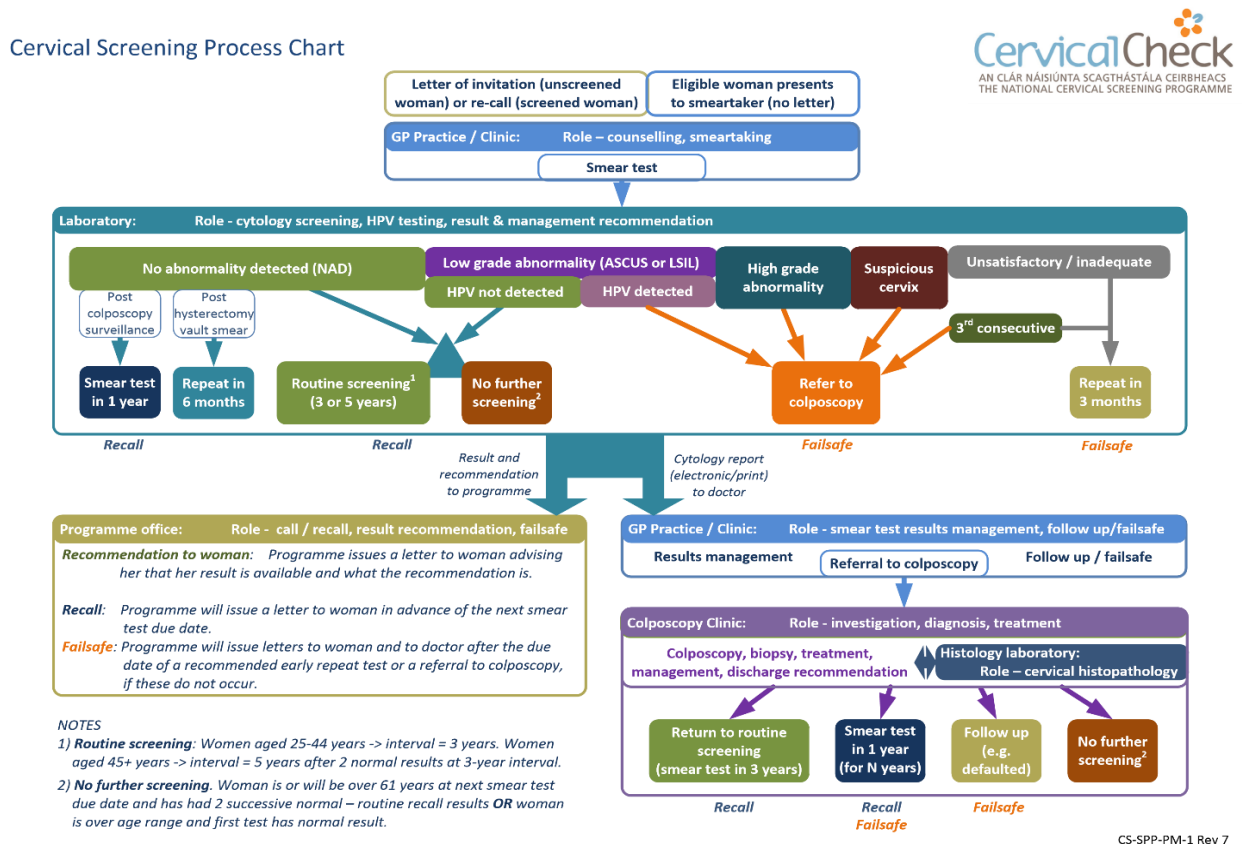 Cervical Screening Process Chart
CervicalCheck
AN CLÁR NÁISIÚNTA SCAGTHÁSTÁLA CEIRBHEACS
THE NATIONAL CERVICAL SCREENING PROGRAMME
Letter of invitation (unscreened
woman) or re-call (screened woman)
Eligible woman presents
to smeartaker (no letter)
GP Practice / Clinic: Role – counselling, smeartaking
Smear test
Laboratory: Role - cytology screening, HPV testing, result & management recommendation
No abnormality detected (NAD)
Low grade abnormality (ASCUS or LSIL)
HPV not detected
HPV detected
High grade
abnormality
Suspicious
cervix
Unsatisfactory / inadequate
Post
colposcopy
surveillance
Post
hysterectomy
vault smear
3rd consecutive
Smear test
in 1 year
Repeat in
6 months
Routine screening1
(3 or 5 years)
No further
screening2
Refer to
colposcopy
Repeat in
3 months
Recall
Recall
Failsafe
Failsafe
Result and
recommendation
to programme
Cytology report
(electronic/print)
to doctor
Programme office: Role - call / recall, result recommendation, failsafe
Recommendation to woman: Programme issues a letter to woman advising
her that her result is available and what the recommendation is.
Recall: Programme will issue a letter to woman in advance of the next smear
test due date.
Failsafe: Programme will issue letters to woman and to doctor after the due
date of a recommended early repeat test or a referral to colposcopy,
if these do not occur.
GP Practice / Clinic: Role - smear test results management, follow up/failsafe
Results management
Referral to colposcopy
Follow up / failsafe
Colposcopy Clinic: Role - investigation, diagnosis, treatment
Colposcopy, biopsy, treatment,
management, discharge recommendation
Histology laboratory:
Role – cervical histopathology
Return to routine
screening
(smear test in 3 years)
Smear test
in 1 year
(for N years)
Follow up
(e.g.
defaulted)
No further
screening2
Recall
Recall
Failsafe
Failsafe
NOTES
1) Routine screening: Women aged 25-44 years -> interval = 3 years. Women
aged 45+ years -> interval = 5 years after 2 normal results at 3-year interval.
2) No further screening. Woman is or will be over 61 years at next smear test
due date and has had 2 successive normal – routine recall results OR woman
is over age range and first test has normal result.
CS-SPP-PM-1 Rev 7